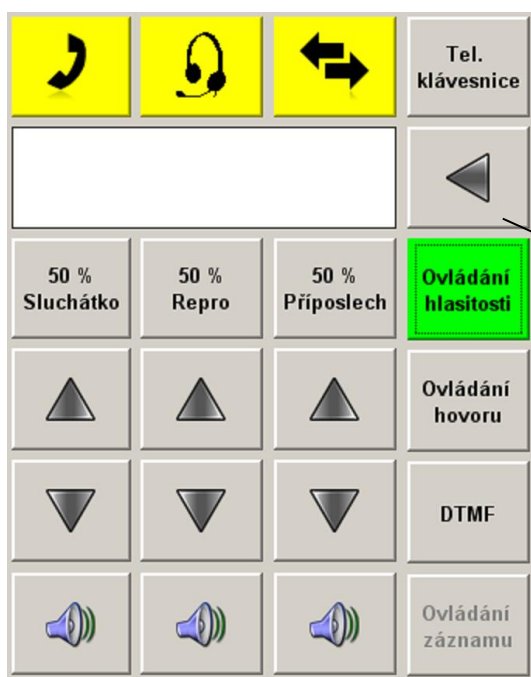 Tel.
klávesnice
50 %
Sluchátko
50 %
Repro
50 %
Příposlech
Ovládání
hlasitosti
Ovládání
hovoru
DTMF
Ovládání
záznamu